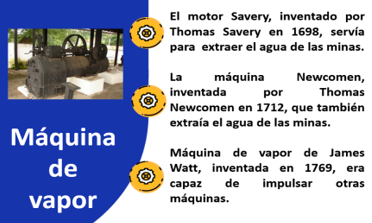 El motor Savery, inventado por
Thomas Savery en 1698, servía
para extraer el agua de las minas.
La máquina Newcomen,
inventada por Thomas
Newcomen en 1712, que también
extraía el agua de las minas.
Máquina de vapor de James
Watt, inventada en 1769, era
capaz de impulsar otras
máquinas.
Máquina
de
vapor